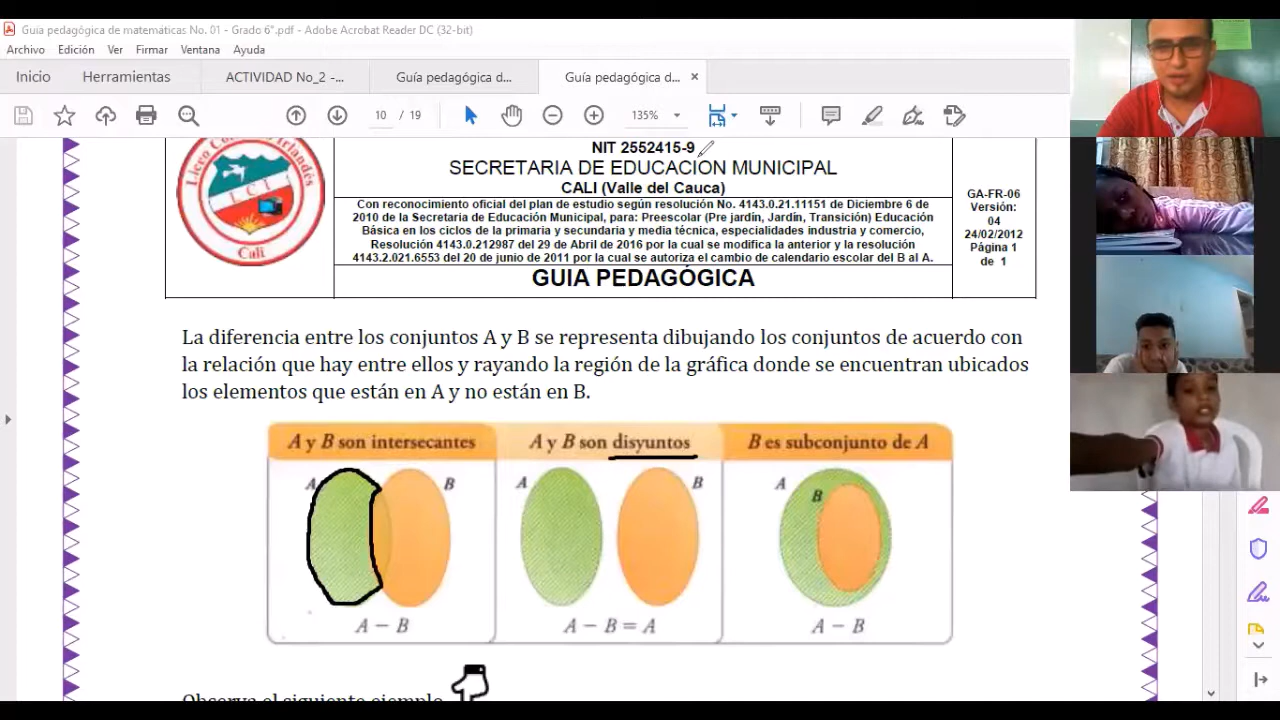 Guía pedagógica de matemáticas No. 01 - Grado 6°.pdf - Adobe Acrobat Reader DC (32-bit)
Archivo Edición Ver Firmar Ventana Ayuda
Inicio Herramientas ACTIVIDAD No_2 -... Guía pedagógica d... Guía pedagógica d... ×
10 / 19 135%
NIT 2552415-9
SECRETARIA DE EDUCACIÓN MUNICIPAL
CALI (Valle del Cauca)
Con reconocimiento oficial del plan de estudio según resolución No. 4143.0.21.11151 de Diciembre 6 de
2010 de la Secretaria de Educación Municipal, para: Preescolar (Pre jardín, Jardín, Transición) Educación
Básica en los ciclos de la primaria y secundaria y media técnica, especialidades industria y comercio,
Resolución 4143.0.212987 del 29 de Abril de 2016 por la cual se modifica la anterior y la resolución
4143.2.021.6553 del 20 de junio de 2011 por la cual se autoriza el cambio de calendario escolar del B al A.
GUIA PEDAGÓGICA
GA-FR-06
Versión:
04
24/02/2012
Página 1
de 1
L.C.I.
Cali
La diferencia entre los conjuntos A y B se representa dibujando los conjuntos de acuerdo con
la relación que hay entre ellos y rayando la región de la gráfica donde se encuentran ubicados
los elementos que están en A y no están en B.
A y B son intersecantes A y B son disyuntos B es subconjunto de A
A B A B A B
A – B A – B = A A – B
Observa el siguiente ejemplo